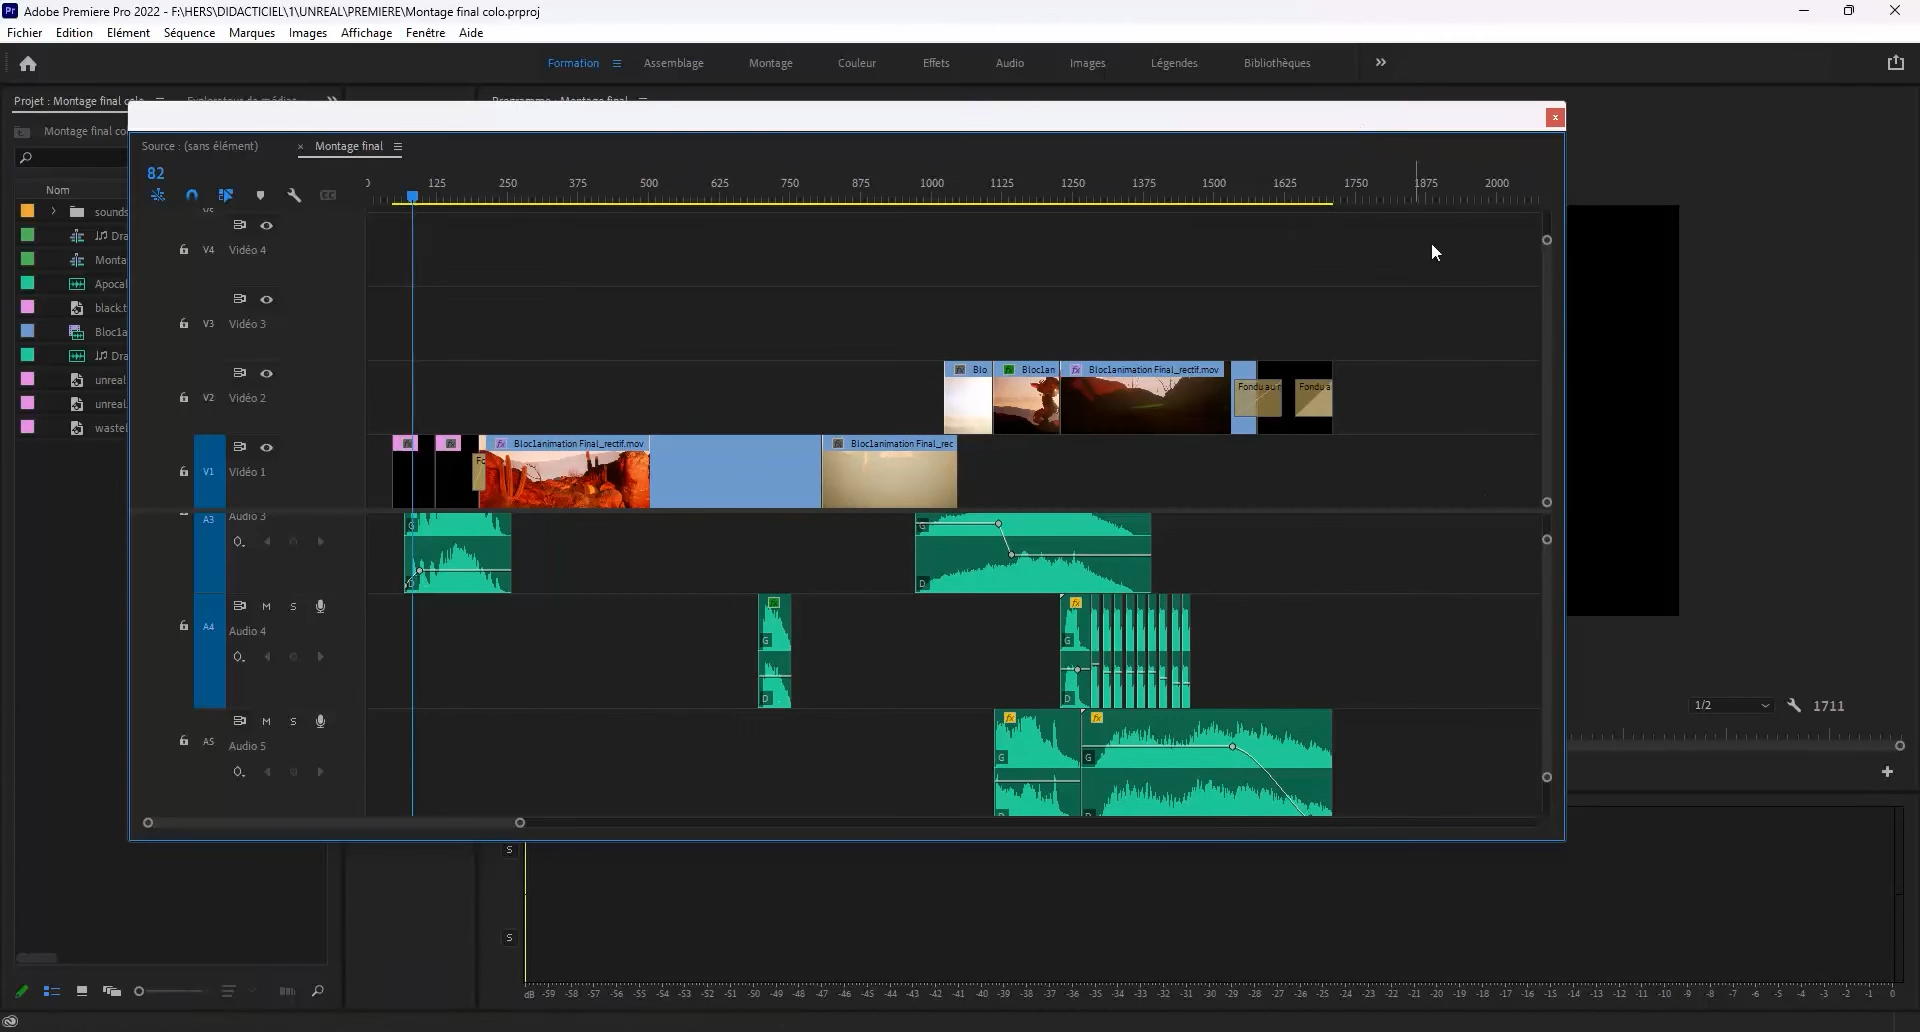 Adobe Premiere Pro 2022 - F:\HERS\DIDACTICIEL\1\UNREAL\PREMIERE\Montage final colo.prproj
Fichier Edition Elément Séquence Marques Images Affichage Fenêtre Aide
Formation Assemblage Montage Couleur Effets Audio Images Légendes Bibliothèques
Projet : Montage final colo
Explorateur de médias
Programme : Montage final
Montage final co
Source : (sans élément) Montage final
82
125 250 375 500 625 750 875 1000 1125 1250 1375 1500 1625 1750 1875 2000
Nom
sounds
Dra
Monta
Apocal
black.t
Bloc1a
Dra
unreal
unreal
wastel
V4 Vidéo 4
V3 Vidéo 3
V2 Vidéo 2
Blo Bloc1an Bloc1animation Final_rectif.mov
Fondu au n Fondu a
V1 Vidéo 1
Bloc1animation Final_rectif.mov Bloc1animation Final_rec
Fo
A3 Audio 3
G G
D D
M S
A4 Audio 4
G G
D D
M S
A5 Audio 5
G G
D D
1/2 1711
S
S
dB -59 -58 -57 -56 -55 -54 -53 -52 -51 -50 -49 -48 -47 -46 -45 -44 -43 -42 -41 -40 -39 -38 -37 -36 -35 -34 -33 -32 -31 -30 -29 -28 -27 -26 -25 -24 -23 -22 -21 -20 -19 -18 -17 -16 -15 -14 -13 -12 -11 -10 -9 -8 -7 -6 -5 -4 -3 -2 -1 0